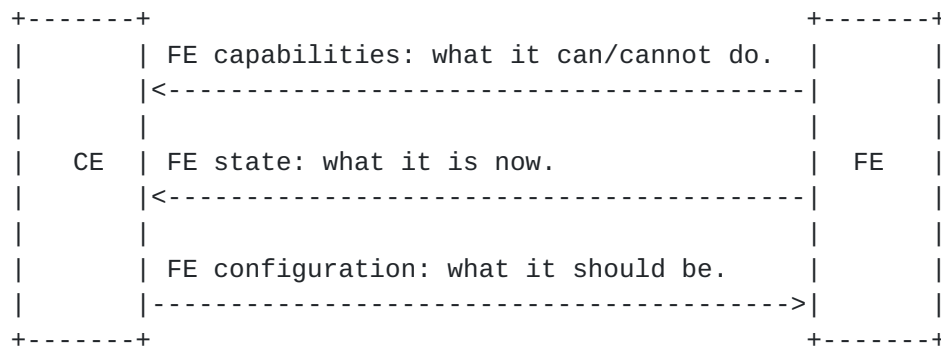 FE capabilities: what it can/cannot do.
CE FE state: what it is now. FE
FE configuration: what it should be.